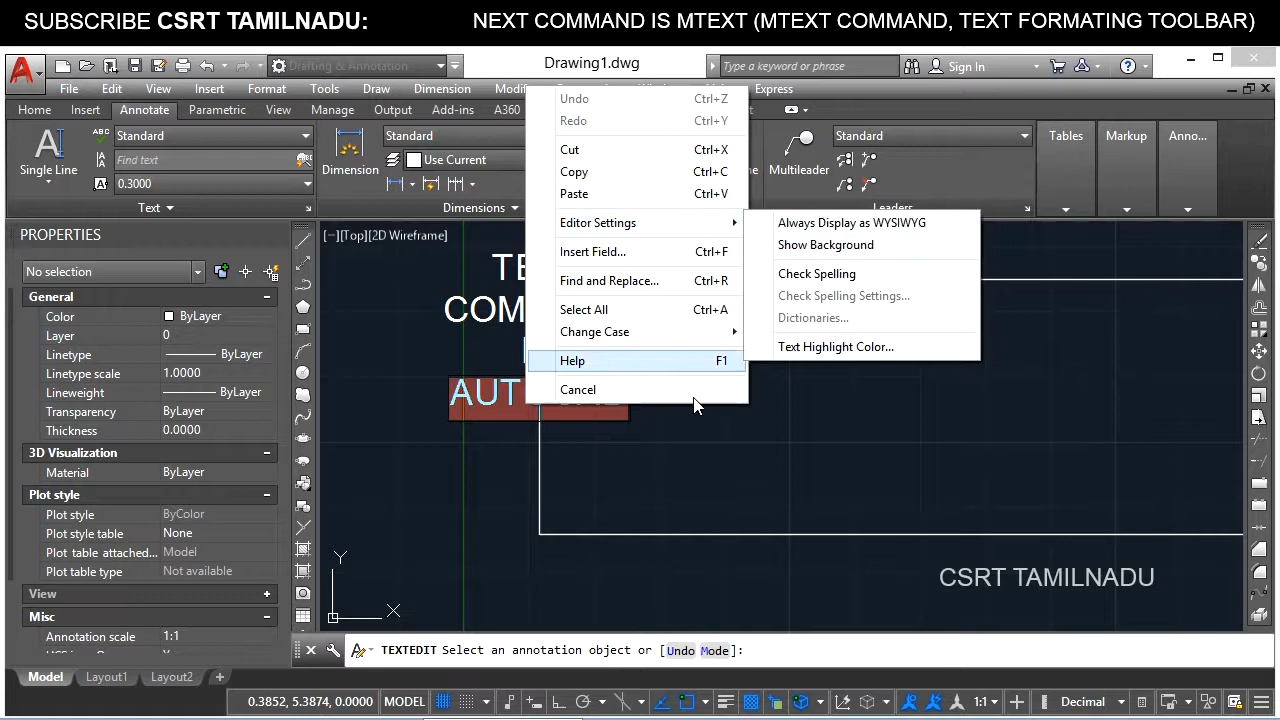 SUBSCRIBE CSRT TAMILNADU:
NEXT COMMAND IS MTEXT (MTEXT COMMAND, TEXT FORMATING TOOLBAR)
Drawing1.dwg
Drafting & Annotation
Type a keyword or phrase
Sign In
File Edit View Insert Format Tools Draw Dimension Express
Home Insert Annotate Parametric View Manage Output Add-ins A360
Single Line
Standard
Find text
0.3000
Text
Dimension
Standard
Use Current
Dimensions
Multileader
Standard
Leaders
Tables
Markup
Anno...
Undo Ctrl+Z
Redo Ctrl+Y
Cut Ctrl+X
Copy Ctrl+C
Paste Ctrl+V
Editor Settings
Insert Field... Ctrl+F
Find and Replace... Ctrl+R
Select All Ctrl+A
Change Case
Help F1
Cancel
Always Display as WYSIWYG
Show Background
Check Spelling
Check Spelling Settings...
Dictionaries...
Text Highlight Color...
PROPERTIES
No selection
General
Color ByLayer
Layer 0
Linetype ByLayer
Linetype scale 1.0000
Lineweight ByLayer
Transparency ByLayer
Thickness 0.0000
3D Visualization
Material ByLayer
Plot style
Plot style ByColor
Plot style table None
Plot table attached... Model
Plot table type Not available
View
Misc
Annotation scale 1:1
[−][Top][2D Wireframe]
TE
COM
AUT
Y
X
CSRT TAMILNADU
TEXTEDIT Select an annotation object or [Undo Mode]:
Model Layout1 Layout2 +
0.3852, 5.3874, 0.0000 MODEL
1:1
Decimal